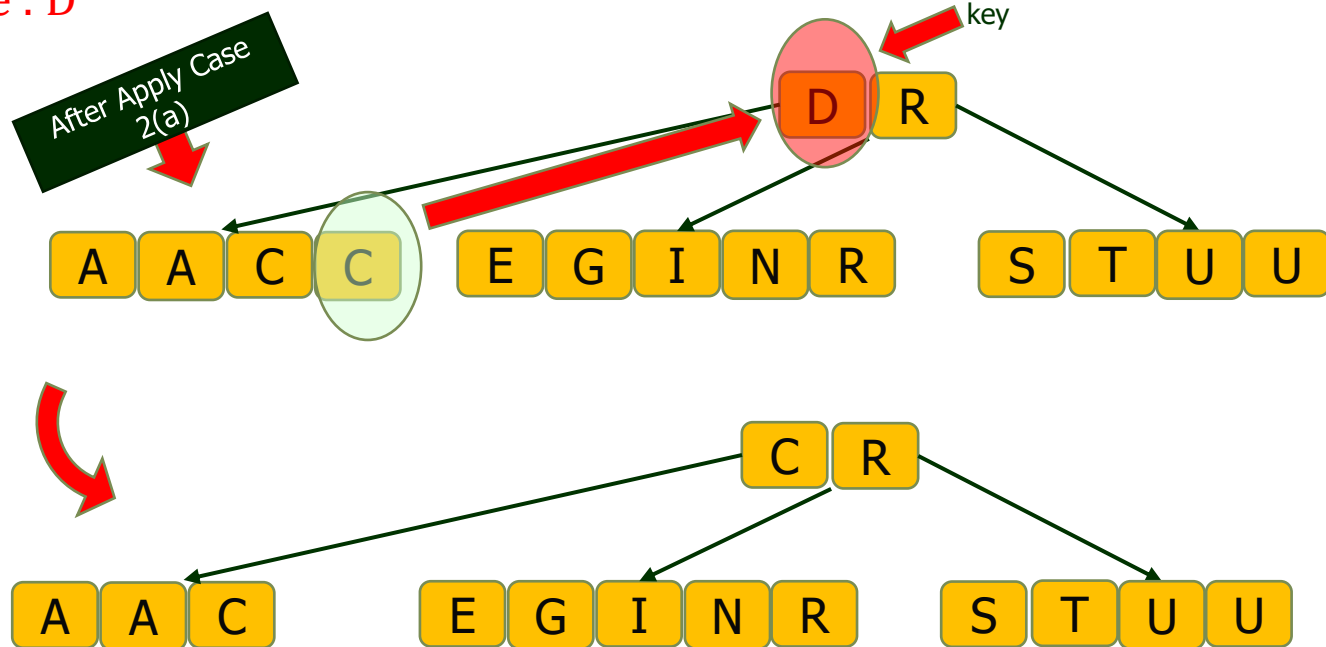 e : D
key
After Apply Case
2(a)
D R
A A C C E G I N R S T U U
C R
A A C E G I N R S T U U